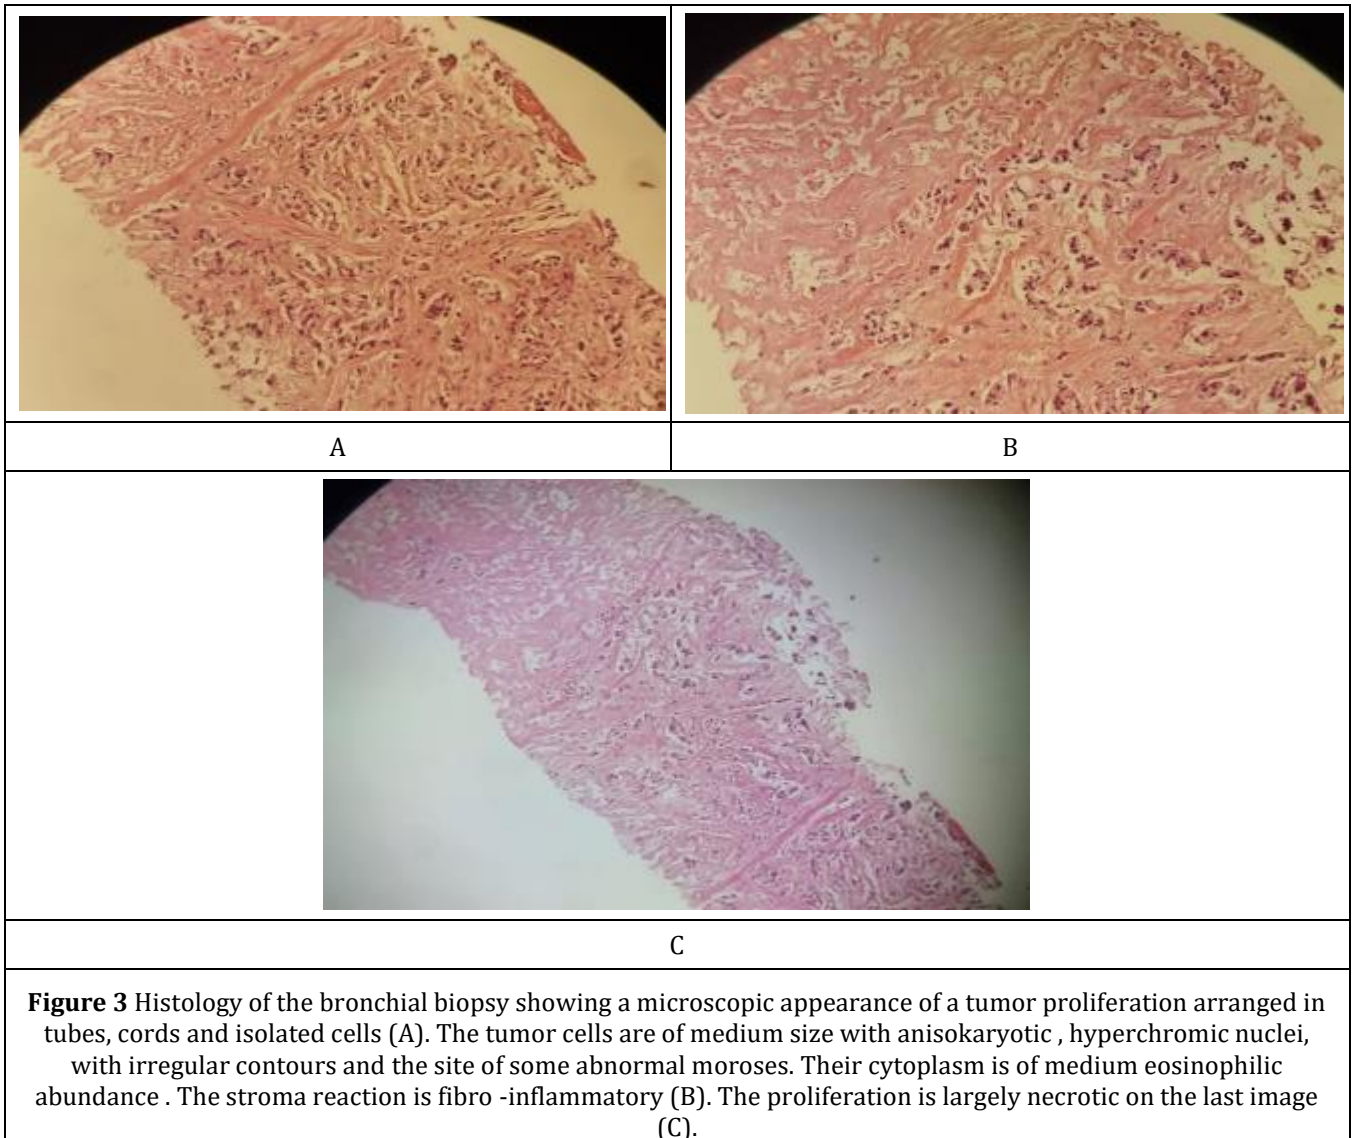 A
B
C
Figure 3 Histology of the bronchial biopsy showing a microscopic appearance of a tumor proliferation arranged in
tubes, cords and isolated cells (A). The tumor cells are of medium size with anisokaryotic , hyperchromic nuclei,
with irregular contours and the site of some abnormal moroses. Their cytoplasm is of medium eosinophilic
abundance . The stroma reaction is fibro -inflammatory (B). The proliferation is largely necrotic on the last image
(C).